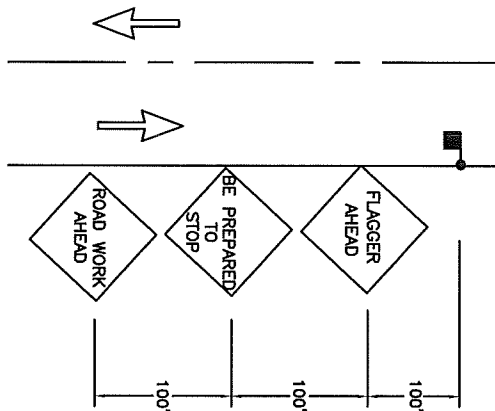 ROAD WORK
AHEAD
BE PREPARED
TO
STOP
FLAGGER
AHEAD
100'
100'
100'